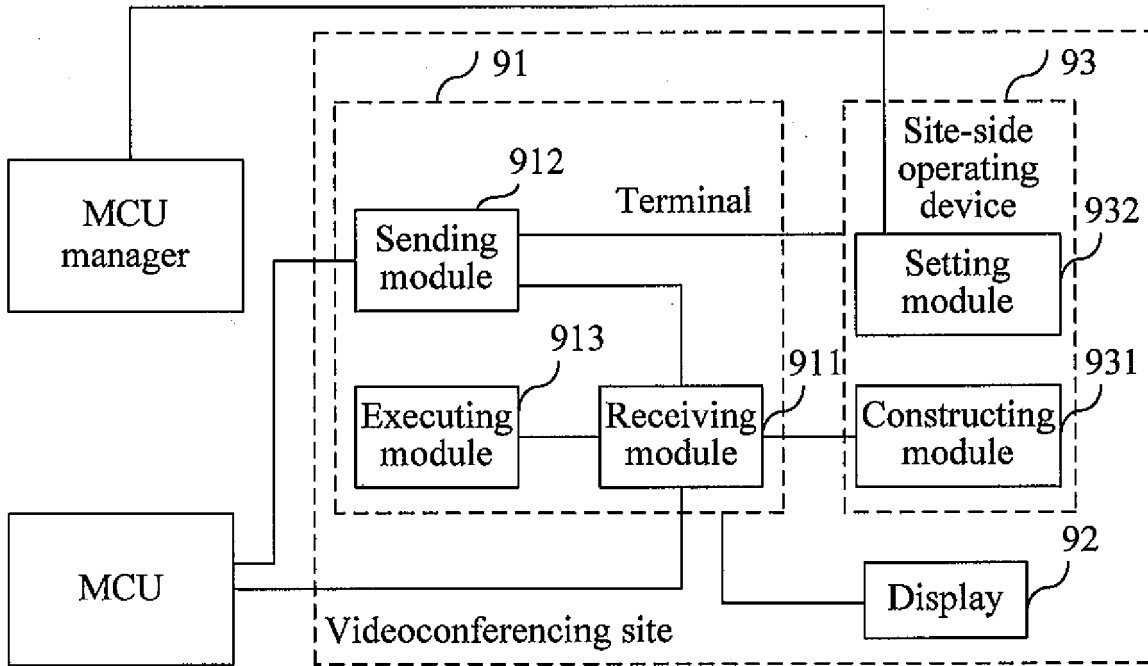 91
93
MCU
manager
912
Sending
module
Terminal
Site-side
operating
device
932
Setting
module
913
Executing
module
911
Receiving
module
931
Constructing
module
MCU
92
Display
Videoconferencing site